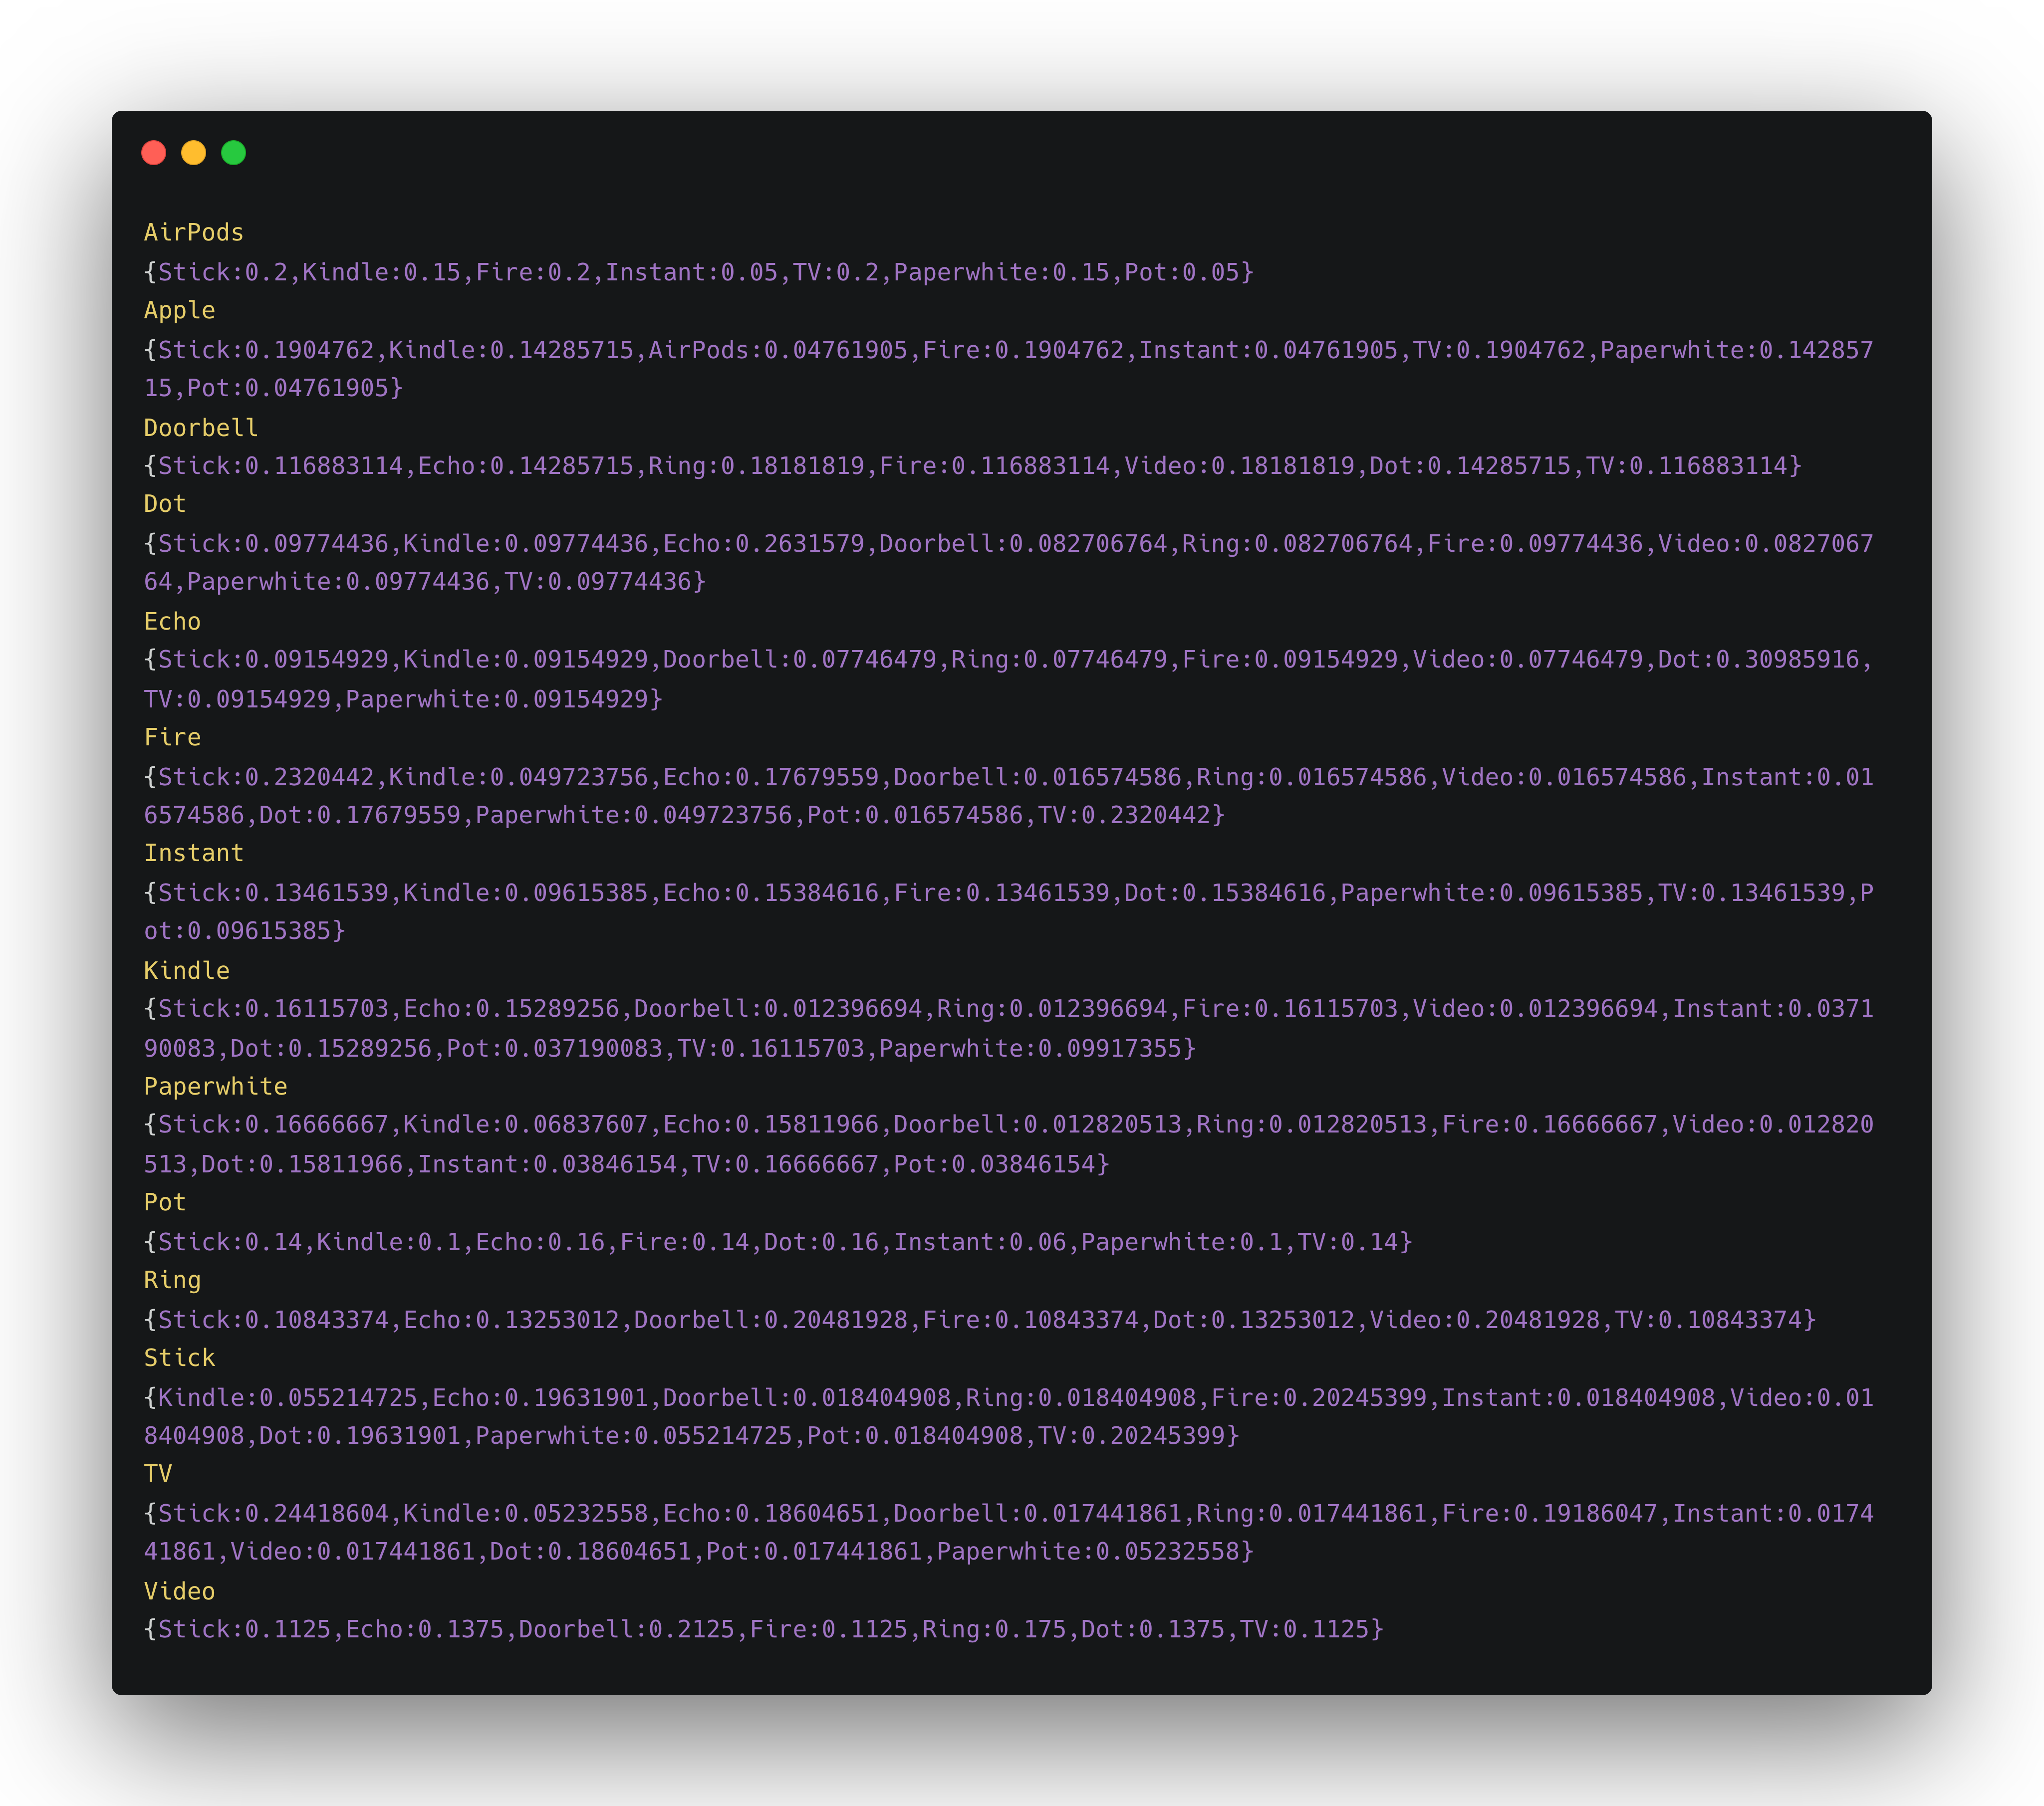 AirPods
{Stick:0.2,Kindle:0.15,Fire:0.2,Instant:0.05,TV:0.2,Paperwhite:0.15,Pot:0.05}
Apple
{Stick:0.1904762,Kindle:0.14285715,AirPods:0.04761905,Fire:0.1904762,Instant:0.04761905,TV:0.1904762,Paperwhite:0.142857
15,Pot:0.04761905}
Doorbell
{Stick:0.116883114,Echo:0.14285715,Ring:0.18181819,Fire:0.116883114,Video:0.18181819,Dot:0.14285715,TV:0.116883114}
Dot
{Stick:0.09774436,Kindle:0.09774436,Echo:0.2631579,Doorbell:0.082706764,Ring:0.082706764,Fire:0.09774436,Video:0.0827067
64,Paperwhite:0.09774436,TV:0.09774436}
Echo
{Stick:0.09154929,Kindle:0.09154929,Doorbell:0.07746479,Ring:0.07746479,Fire:0.09154929,Video:0.07746479,Dot:0.30985916,
TV:0.09154929,Paperwhite:0.09154929}
Fire
{Stick:0.2320442,Kindle:0.049723756,Echo:0.17679559,Doorbell:0.016574586,Ring:0.016574586,Video:0.016574586,Instant:0.01
6574586,Dot:0.17679559,Paperwhite:0.049723756,Pot:0.016574586,TV:0.2320442}
Instant
{Stick:0.13461539,Kindle:0.09615385,Echo:0.15384616,Fire:0.13461539,Dot:0.15384616,Paperwhite:0.09615385,TV:0.13461539,P
ot:0.09615385}
Kindle
{Stick:0.16115703,Echo:0.15289256,Doorbell:0.012396694,Ring:0.012396694,Fire:0.16115703,Video:0.012396694,Instant:0.0371
90083,Dot:0.15289256,Pot:0.037190083,TV:0.16115703,Paperwhite:0.09917355}
Paperwhite
{Stick:0.16666667,Kindle:0.06837607,Echo:0.15811966,Doorbell:0.012820513,Ring:0.012820513,Fire:0.16666667,Video:0.012820
513,Dot:0.15811966,Instant:0.03846154,TV:0.16666667,Pot:0.03846154}
Pot
{Stick:0.14,Kindle:0.1,Echo:0.16,Fire:0.14,Dot:0.16,Instant:0.06,Paperwhite:0.1,TV:0.14}
Ring
{Stick:0.10843374,Echo:0.13253012,Doorbell:0.20481928,Fire:0.10843374,Dot:0.13253012,Video:0.20481928,TV:0.10843374}
Stick
{Kindle:0.055214725,Echo:0.19631901,Doorbell:0.018404908,Ring:0.018404908,Fire:0.20245399,Instant:0.018404908,Video:0.01
8404908,Dot:0.19631901,Paperwhite:0.055214725,Pot:0.018404908,TV:0.20245399}
TV
{Stick:0.24418604,Kindle:0.05232558,Echo:0.18604651,Doorbell:0.017441861,Ring:0.017441861,Fire:0.19186047,Instant:0.0174
41861,Video:0.017441861,Dot:0.18604651,Pot:0.017441861,Paperwhite:0.05232558}
Video
{Stick:0.1125,Echo:0.1375,Doorbell:0.2125,Fire:0.1125,Ring:0.175,Dot:0.1375,TV:0.1125}